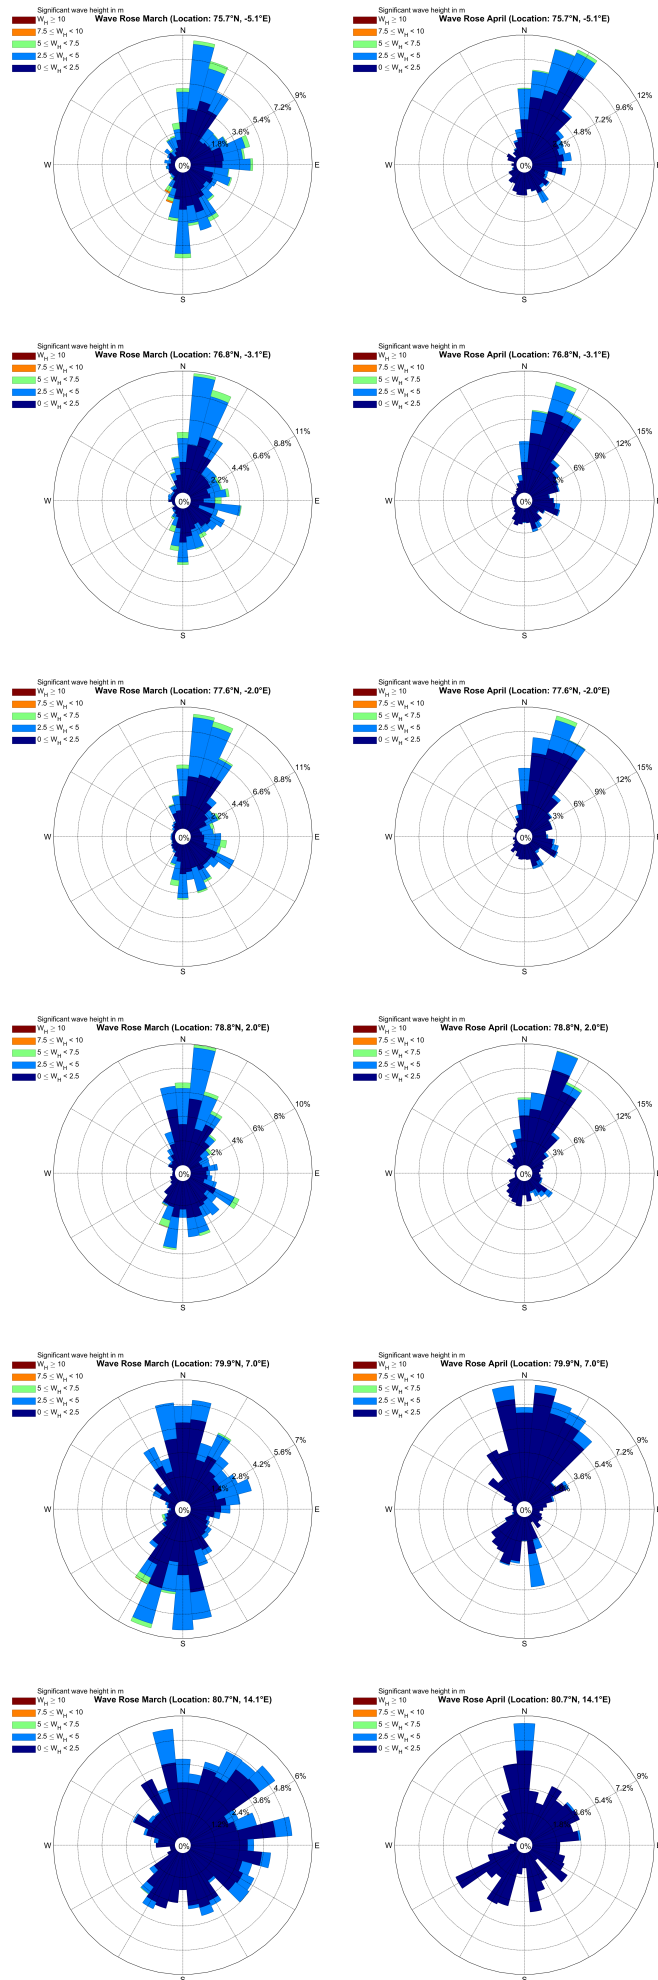 Significant wave height in m
Wave Rose March (Location: 75.7°N, -5.1°E)
W_H ≥ 10
7.5 ≤ W_H < 10
5 ≤ W_H < 7.5
2.5 ≤ W_H < 5
0 ≤ W_H < 2.5
N
9%
7.2%
5.4%
3.6%
1.8%
0%
W
E
S
Significant wave height in m
Wave Rose April (Location: 75.7°N, -5.1°E)
W_H ≥ 10
7.5 ≤ W_H < 10
5 ≤ W_H < 7.5
2.5 ≤ W_H < 5
0 ≤ W_H < 2.5
N
12%
9.6%
7.2%
4.8%
0%
W
S
Significant wave height in m
Wave Rose March (Location: 76.8°N, -3.1°E)
W_H ≥ 10
7.5 ≤ W_H < 10
5 ≤ W_H < 7.5
2.5 ≤ W_H < 5
0 ≤ W_H < 2.5
N
11%
8.8%
6.6%
4.4%
2.2%
0%
W
E
S
Significant wave height in m
Wave Rose April (Location: 76.8°N, -3.1°E)
W_H ≥ 10
7.5 ≤ W_H < 10
5 ≤ W_H < 7.5
2.5 ≤ W_H < 5
0 ≤ W_H < 2.5
N
15%
12%
9%
6%
3%
0%
W
S
Significant wave height in m
Wave Rose March (Location: 77.6°N, -2.0°E)
W_H ≥ 10
7.5 ≤ W_H < 10
5 ≤ W_H < 7.5
2.5 ≤ W_H < 5
0 ≤ W_H < 2.5
N
11%
8.8%
6.6%
4.4%
2.2%
0%
W
E
S
Significant wave height in m
Wave Rose April (Location: 77.6°N, -2.0°E)
W_H ≥ 10
7.5 ≤ W_H < 10
5 ≤ W_H < 7.5
2.5 ≤ W_H < 5
0 ≤ W_H < 2.5
N
15%
12%
9%
6%
3%
0%
W
S
Significant wave height in m
Wave Rose March (Location: 78.8°N, 2.0°E)
W_H ≥ 10
7.5 ≤ W_H < 10
5 ≤ W_H < 7.5
2.5 ≤ W_H < 5
0 ≤ W_H < 2.5
N
10%
8%
6%
4%
2%
0%
W
E
S
Significant wave height in m
Wave Rose April (Location: 78.8°N, 2.0°E)
W_H ≥ 10
7.5 ≤ W_H < 10
5 ≤ W_H < 7.5
2.5 ≤ W_H < 5
0 ≤ W_H < 2.5
N
15%
12%
9%
6%
3%
0%
W
S
Significant wave height in m
Wave Rose March (Location: 79.9°N, 7.0°E)
W_H ≥ 10
7.5 ≤ W_H < 10
5 ≤ W_H < 7.5
2.5 ≤ W_H < 5
0 ≤ W_H < 2.5
N
7%
5.6%
4.2%
2.8%
0%
W
E
S
Significant wave height in m
Wave Rose April (Location: 79.9°N, 7.0°E)
W_H ≥ 10
7.5 ≤ W_H < 10
5 ≤ W_H < 7.5
2.5 ≤ W_H < 5
0 ≤ W_H < 2.5
N
9%
7.2%
5.4%
3.6%
0%
W
S
Significant wave height in m
Wave Rose March (Location: 80.7°N, 14.1°E)
W_H ≥ 10
7.5 ≤ W_H < 10
5 ≤ W_H < 7.5
2.5 ≤ W_H < 5
0 ≤ W_H < 2.5
N
6%
4.8%
3.6%
2.4%
0%
W
E
Significant wave height in m
Wave Rose April (Location: 80.7°N, 14.1°E)
W_H ≥ 10
7.5 ≤ W_H < 10
5 ≤ W_H < 7.5
2.5 ≤ W_H < 5
0 ≤ W_H < 2.5
N
9%
7.2%
5.4%
3.6%
0%
W